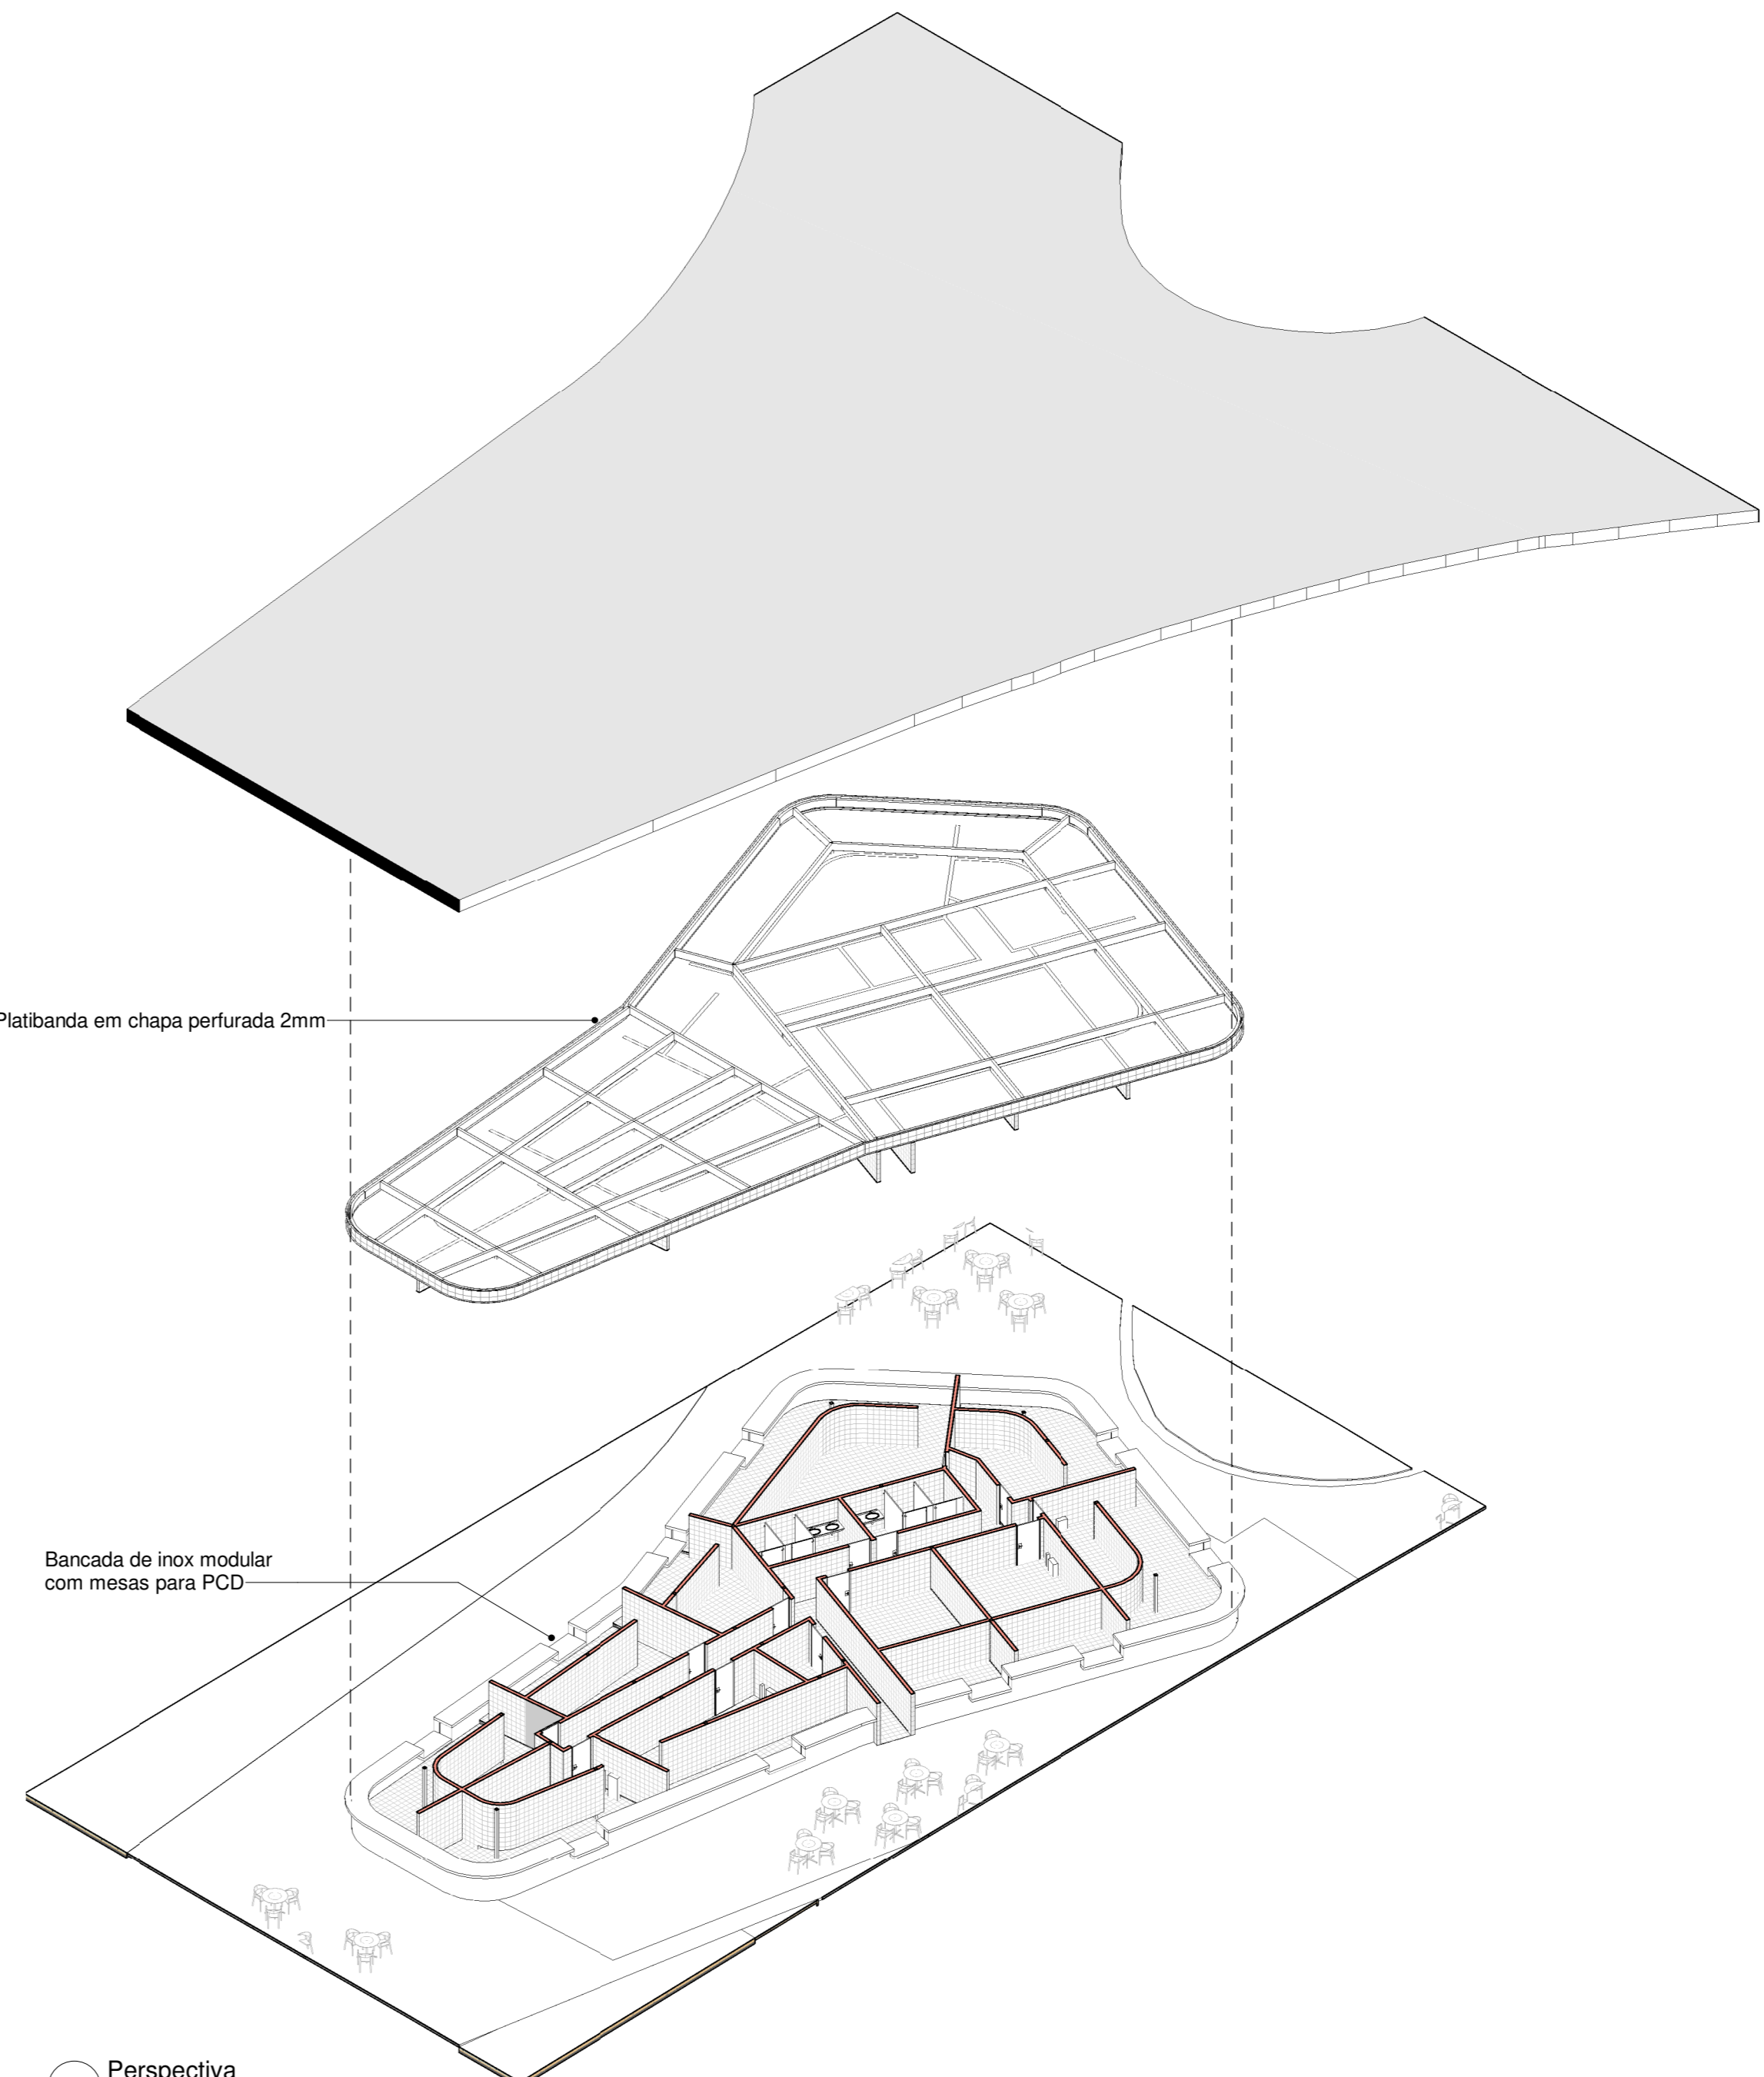 Platibanda em chapa perfurada 2mm
Bancada de inox modular
com mesas para PCD
Perspectiva